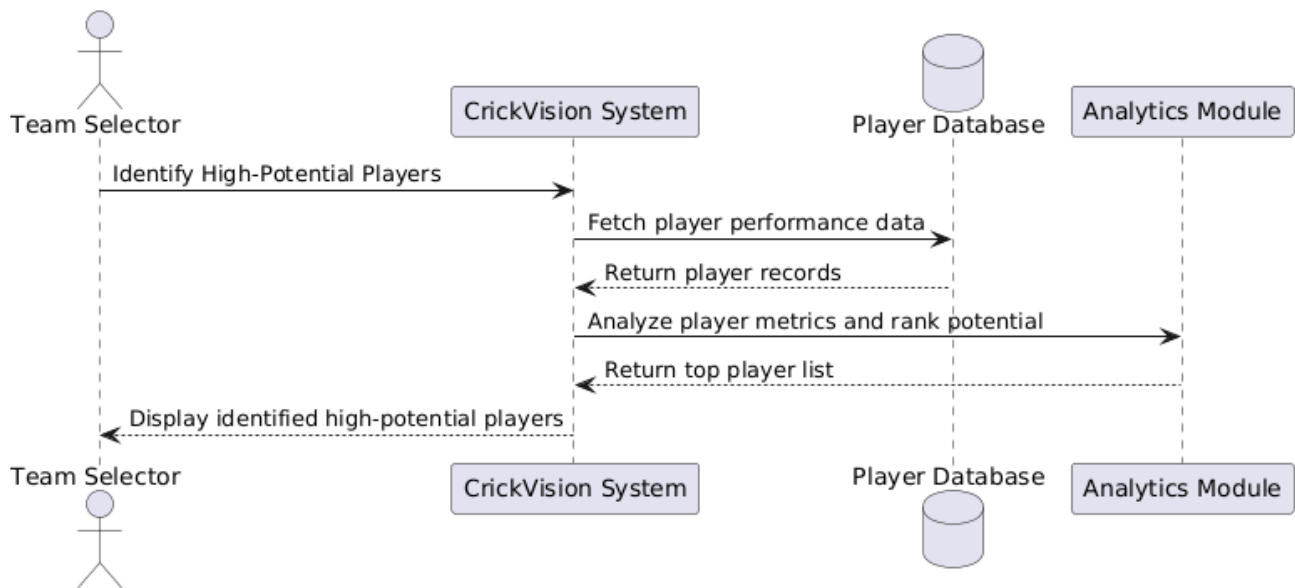 Team Selector
CrickVision System
Player Database
Analytics Module
Identify High-Potential Players
Fetch player performance data
Return player records
Analyze player metrics and rank potential
Return top player list
Display identified high-potential players
Team Selector
CrickVision System
Player Database
Analytics Module